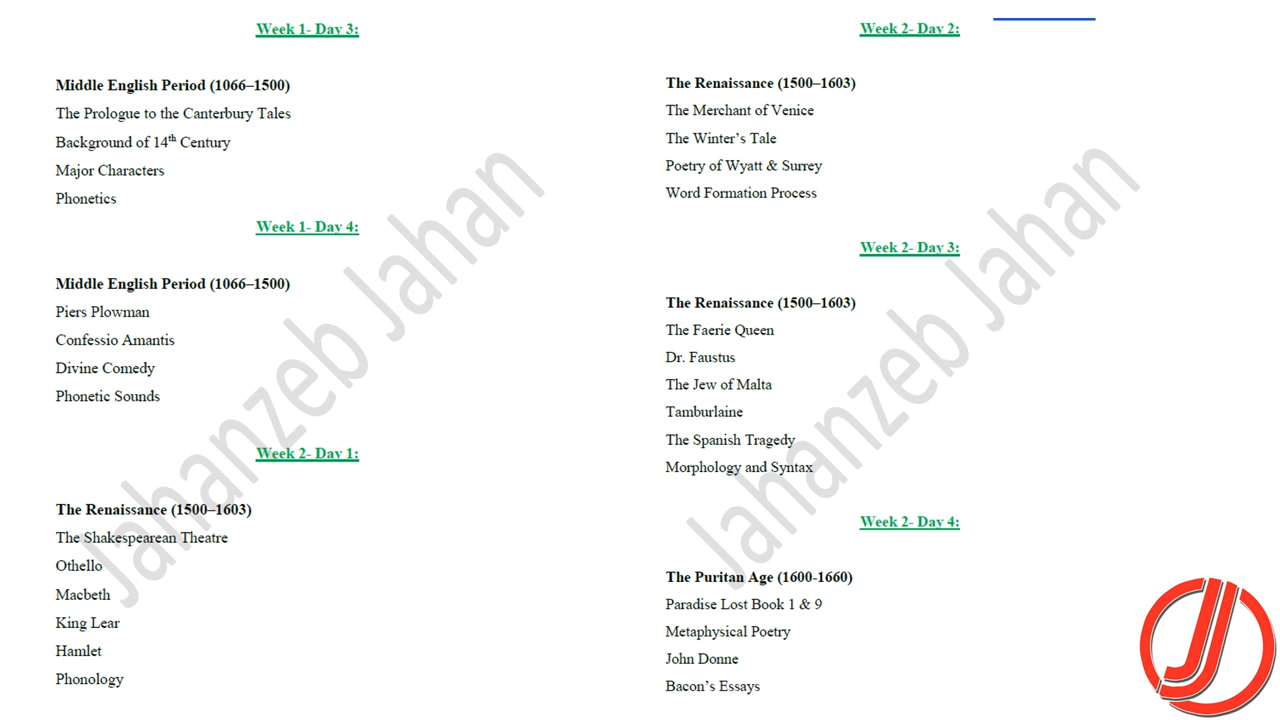 Week 1- Day 3:
Middle English Period (1066–1500)
The Prologue to the Canterbury Tales
Background of 14th Century
Major Characters
Phonetics
Week 1- Day 4:
Middle English Period (1066–1500)
Piers Plowman
Confessio Amantis
Divine Comedy
Phonetic Sounds
Week 2- Day 1:
The Renaissance (1500–1603)
The Shakespearean Theatre
Othello
Macbeth
King Lear
Hamlet
Phonology
Jahanzeb Jahan
Week 2- Day 2:
The Renaissance (1500–1603)
The Merchant of Venice
The Winter’s Tale
Poetry of Wyatt & Surrey
Word Formation Process
Week 2- Day 3:
The Renaissance (1500–1603)
The Faerie Queen
Dr. Faustus
The Jew of Malta
Tamburlaine
The Spanish Tragedy
Morphology and Syntax
Week 2- Day 4:
The Puritan Age (1600-1660)
Paradise Lost Book 1 & 9
Metaphysical Poetry
John Donne
Bacon’s Essays
Jahanzeb Jahan
JJ